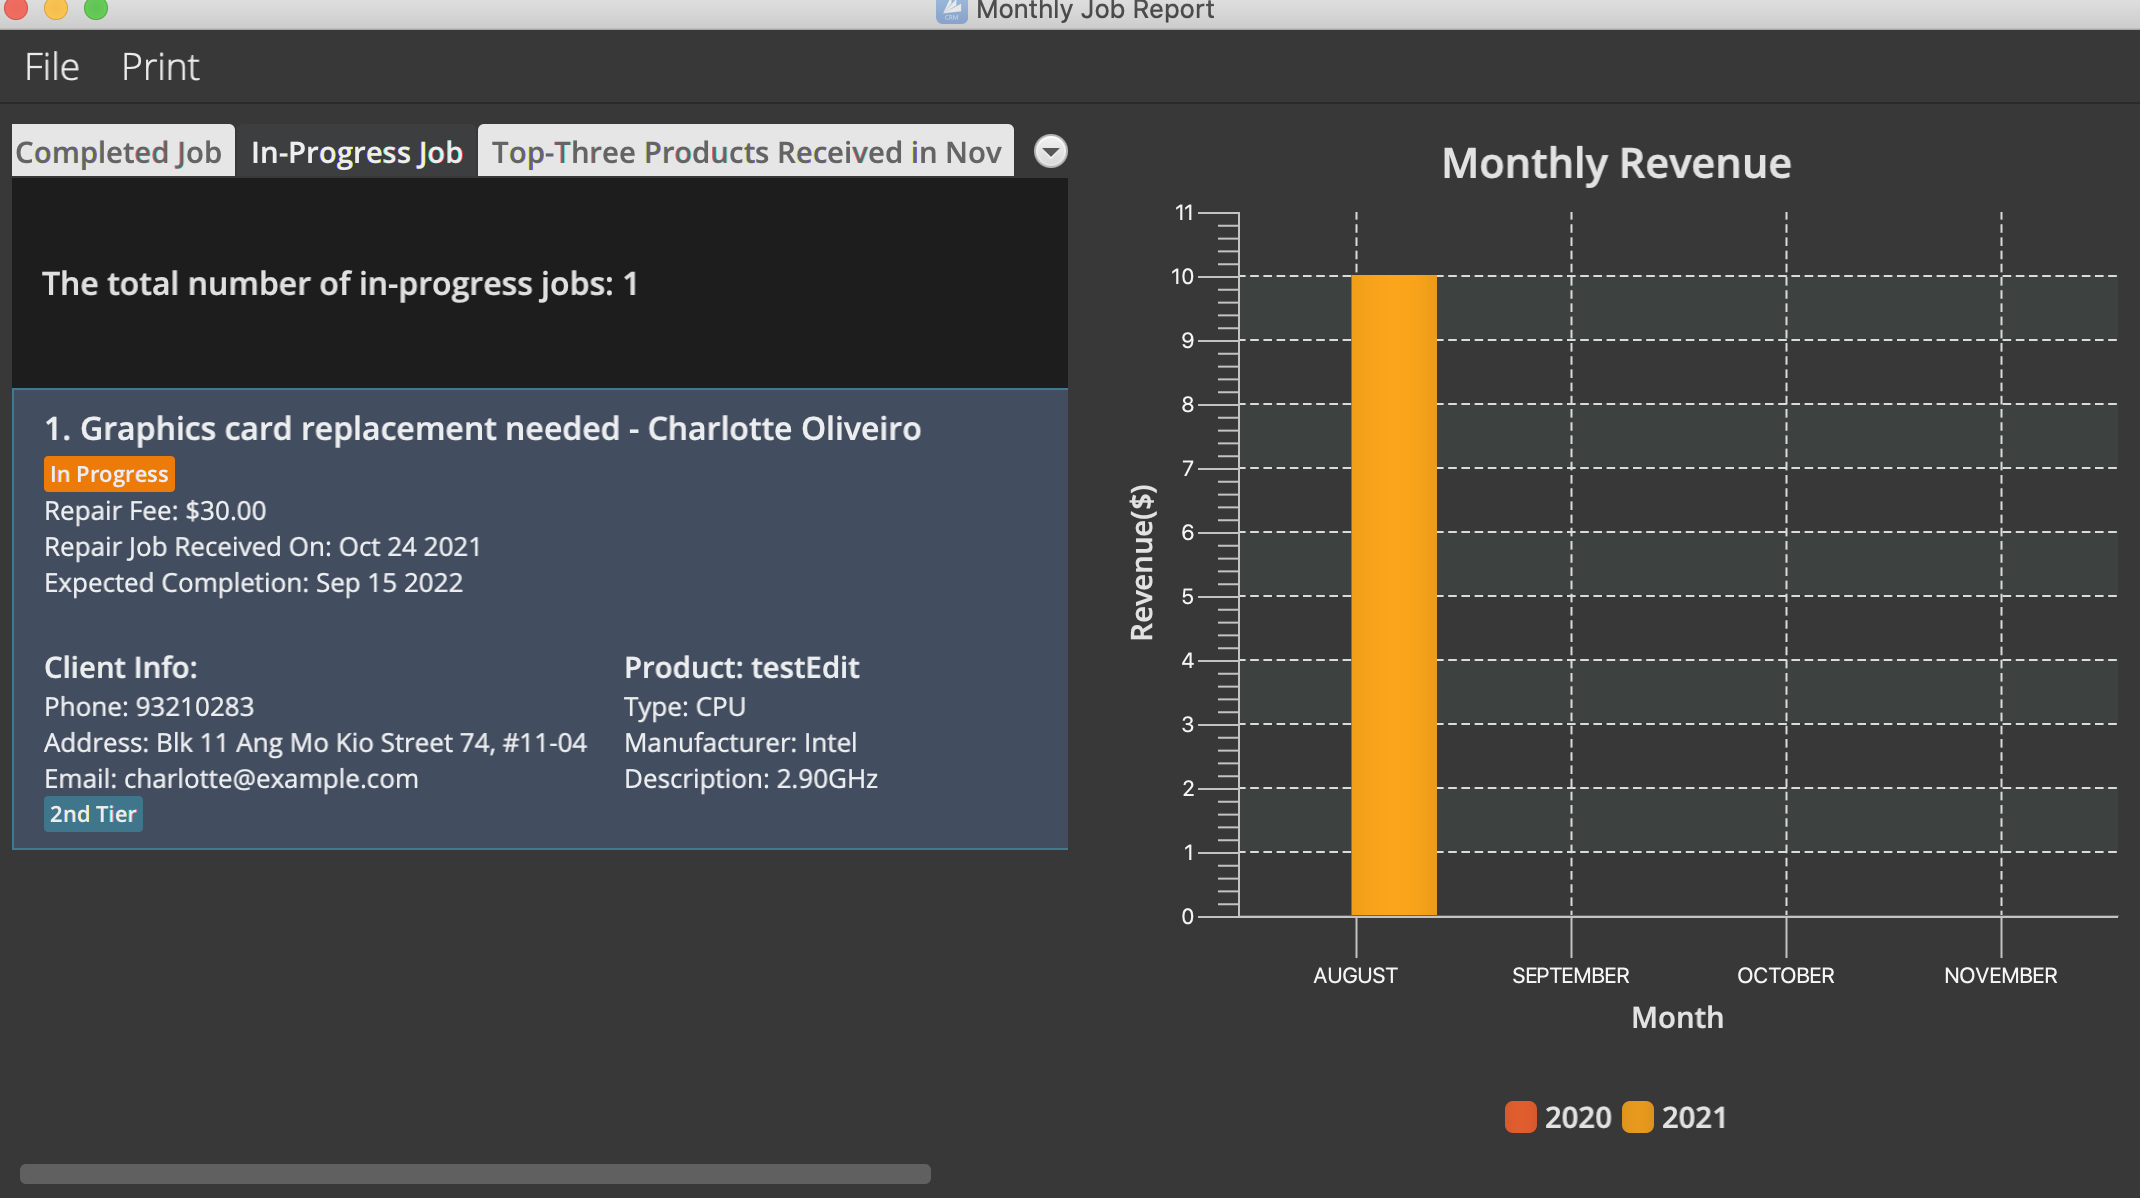 Monthly Job Report
File Print
Completed Job In-Progress Job Top-Three Products Received in Nov
The total number of in-progress jobs: 1
1. Graphics card replacement needed - Charlotte Oliveiro
In Progress
Repair Fee: $30.00
Repair Job Received On: Oct 24 2021
Expected Completion: Sep 15 2022
Client Info:
Phone: 93210283
Address: Blk 11 Ang Mo Kio Street 74, #11-04
Email: charlotte@example.com
2nd Tier
Product: testEdit
Type: CPU
Manufacturer: Intel
Description: 2.90GHz
Monthly Revenue
Revenue($)
11
10
9
8
7
6
5
4
3
2
1
0
AUGUST SEPTEMBER OCTOBER NOVEMBER
Month
2020 2021